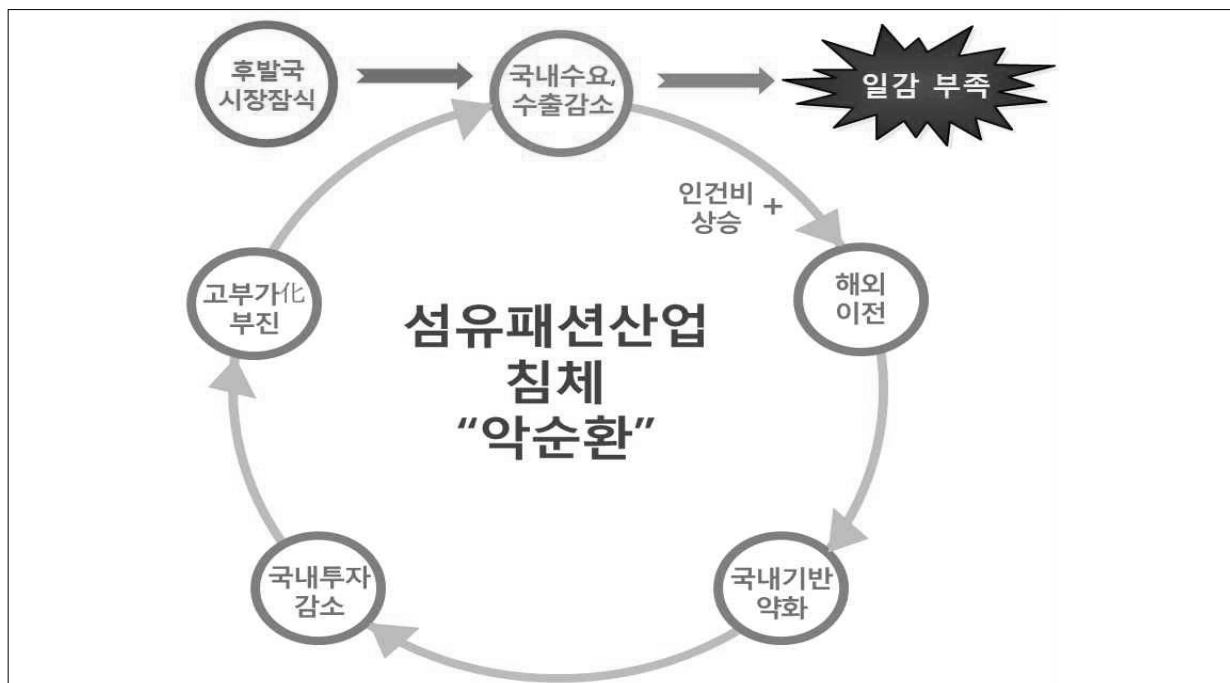 후발국
시장잠식
국내수요,
수출감소
일감 부족
인건비
상승 +
해외
이전
국내기반
약화
국내투자
감소
고부가化
부진
섬유패션산업
침체
“악순환”